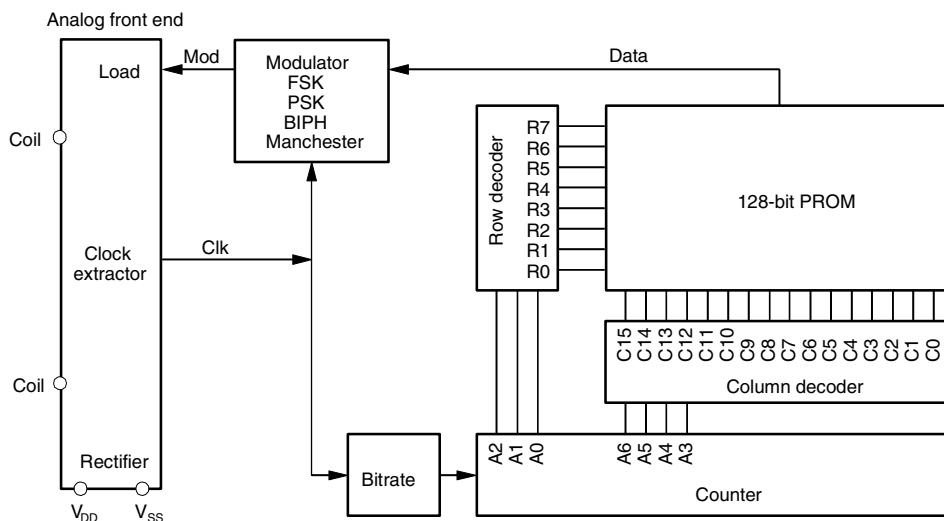 Analog front end
Load
Mod
Modulator
FSK
PSK
BIPH
Manchester
Data
Coil
Row decoder
R7
R6
R5
R4
R3
R2
R1
R0
128-bit PROM
Clock
extractor
Clk
C15
C14
C13
C12
C11
C10
C9
C8
C7
C6
C5
C4
C3
C2
C1
C0
Column decoder
Coil
A2
A1
A0
A6
A5
A4
A3
Rectifier
Bitrate
Counter
VDD
VSS